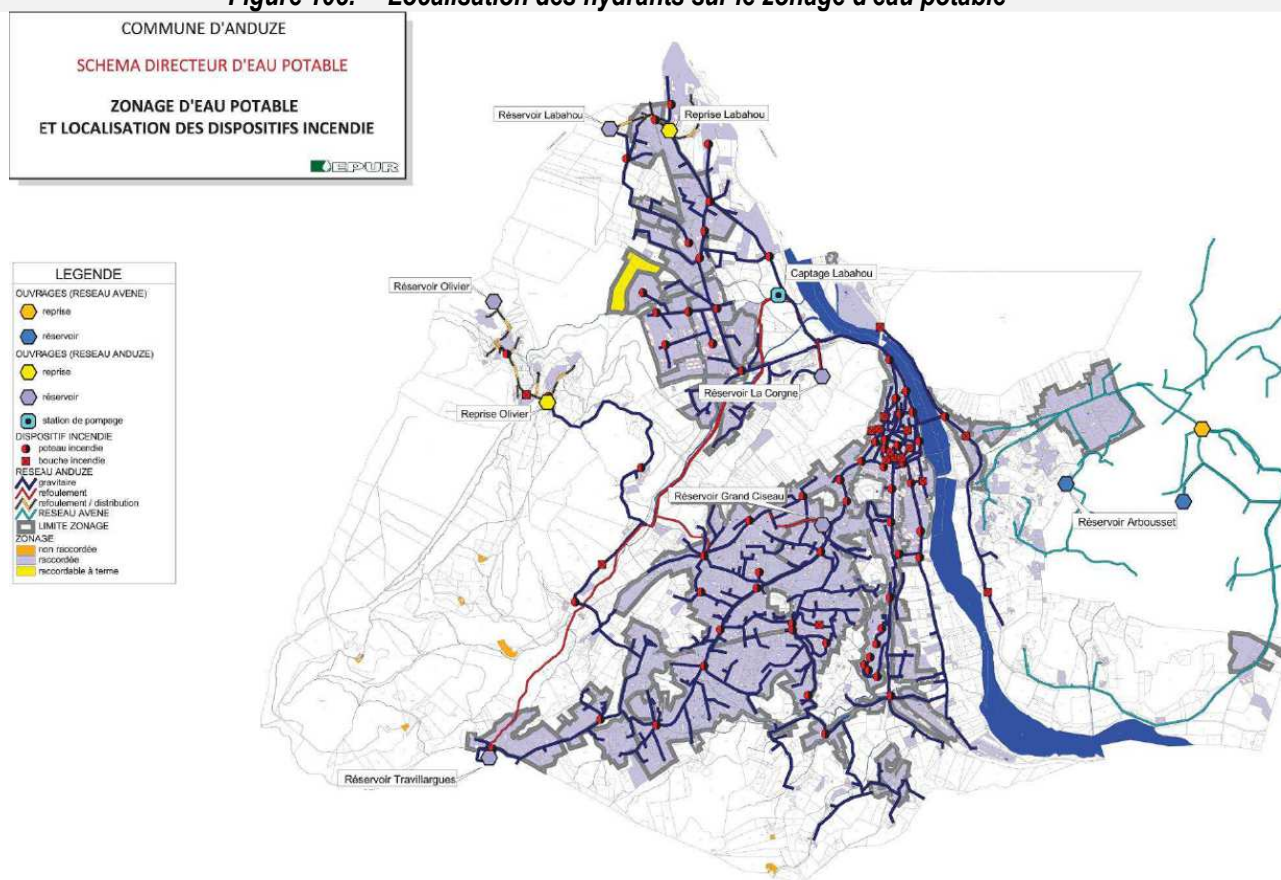 Figure 106. Localisation des hydrants sur le zonage d'eau potable
COMMUNE D'ANDUZE
SCHEMA DIRECTEUR D'EAU POTABLE
ZONAGE D'EAU POTABLE
ET LOCALISATION DES DISPOSITIFS INCENDIE
EPUR
Réservoir Labahou
Reprise Labahou
Captage Labahou
Réservoir Olivier
Reprise Olivier
Réservoir La Corgne
Réservoir Grand Ciseau
Réservoir Arbousset
Réservoir Travillargues
LEGENDE
OUVRAGES (RESEAU AVENE)
reprise
réservoir
OUVRAGES (RESEAU ANDUZE)
reprise
réservoir
station de pompage
DISPOSITIF INCENDIE
poteau incendie
bouche incendie
RESEAU ANDUZE
gravitaire
refoulement
refoulement / distribution
RESEAU AVENE
LIMITE ZONAGE
ZONAGE
non raccordée
raccordée
raccordable à terme